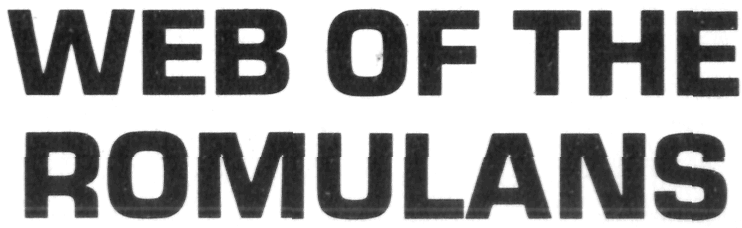 WEB OF THE
ROMULANS